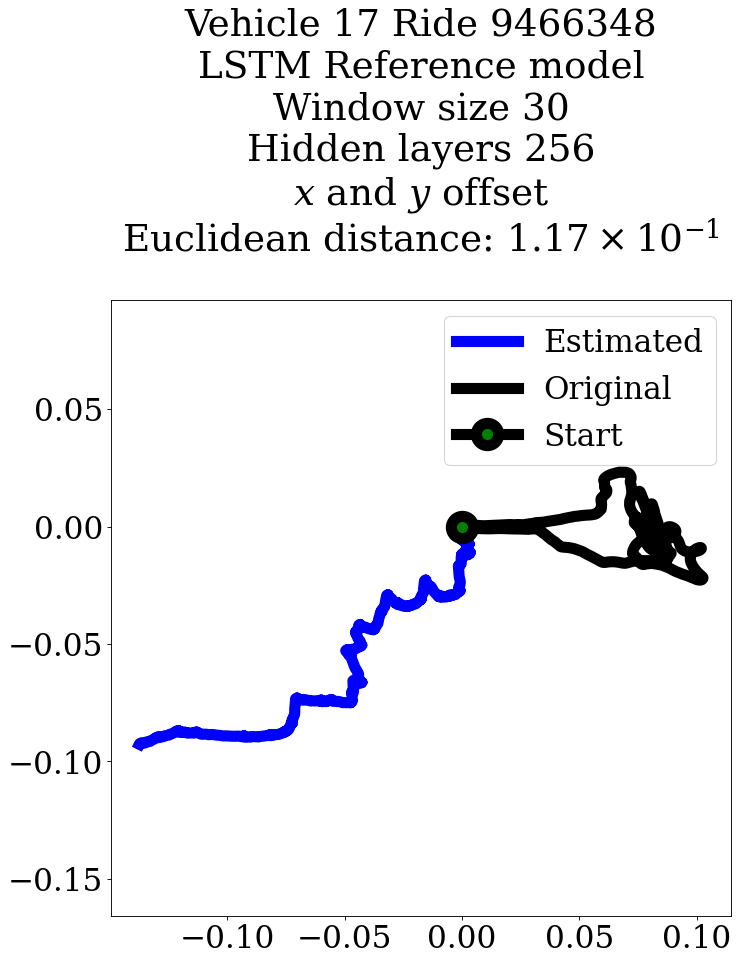 Vehicle 17 Ride 9466348
LSTM Reference model
Window size 30
Hidden layers 256
x and y offset
Euclidean distance: 1.17 × 10⁻¹
Estimated
Original
Start
0.05
0.00
−0.05
−0.10
−0.15
−0.10 −0.05 0.00 0.05 0.10